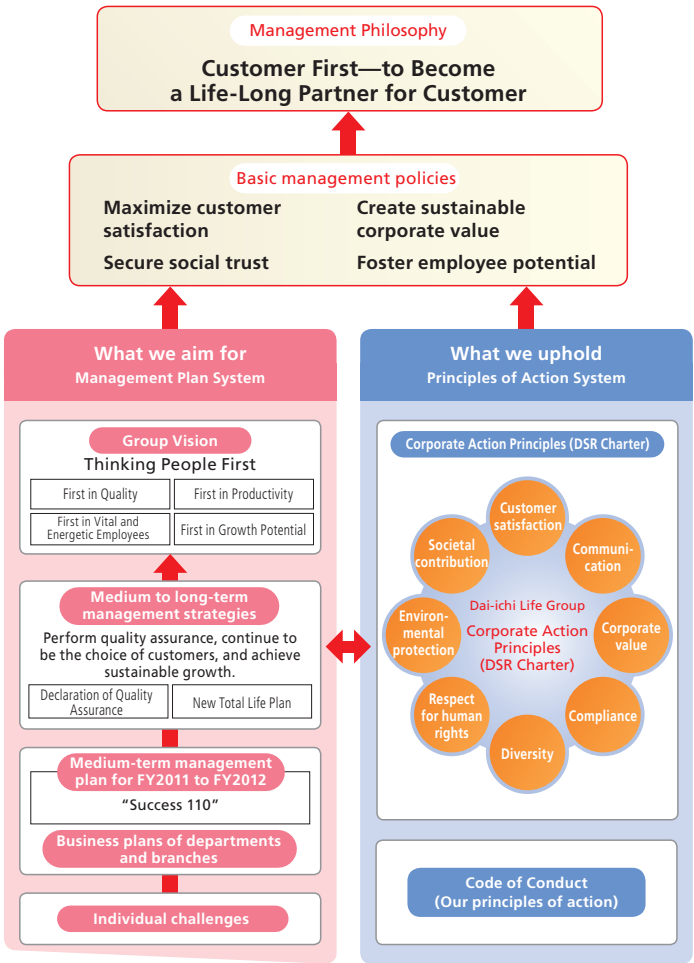 Management Philosophy
Customer First—to Become
a Life-Long Partner for Customer
Basic management policies
Maximize customer
satisfaction
Create sustainable
corporate value
Secure social trust
Foster employee potential
What we aim for
Management Plan System
Group Vision
Thinking People First
First in Quality
First in Productivity
First in Vital and
Energetic Employees
First in Growth Potential
Medium to long-term
management strategies
Perform quality assurance, continue to
be the choice of customers, and achieve
sustainable growth.
Declaration of Quality
Assurance
New Total Life Plan
Medium-term management
plan for FY2011 to FY2012
“Success 110”
Business plans of departments
and branches
Individual challenges
What we uphold
Principles of Action System
Corporate Action Principles (DSR Charter)
Customer
satisfaction
Communi-
cation
Corporate
value
Compliance
Diversity
Respect
for human
rights
Environ-
mental
protection
Societal
contribution
Dai-ichi Life Group
Corporate Action
Principles
(DSR Charter)
Code of Conduct
(Our principles of action)